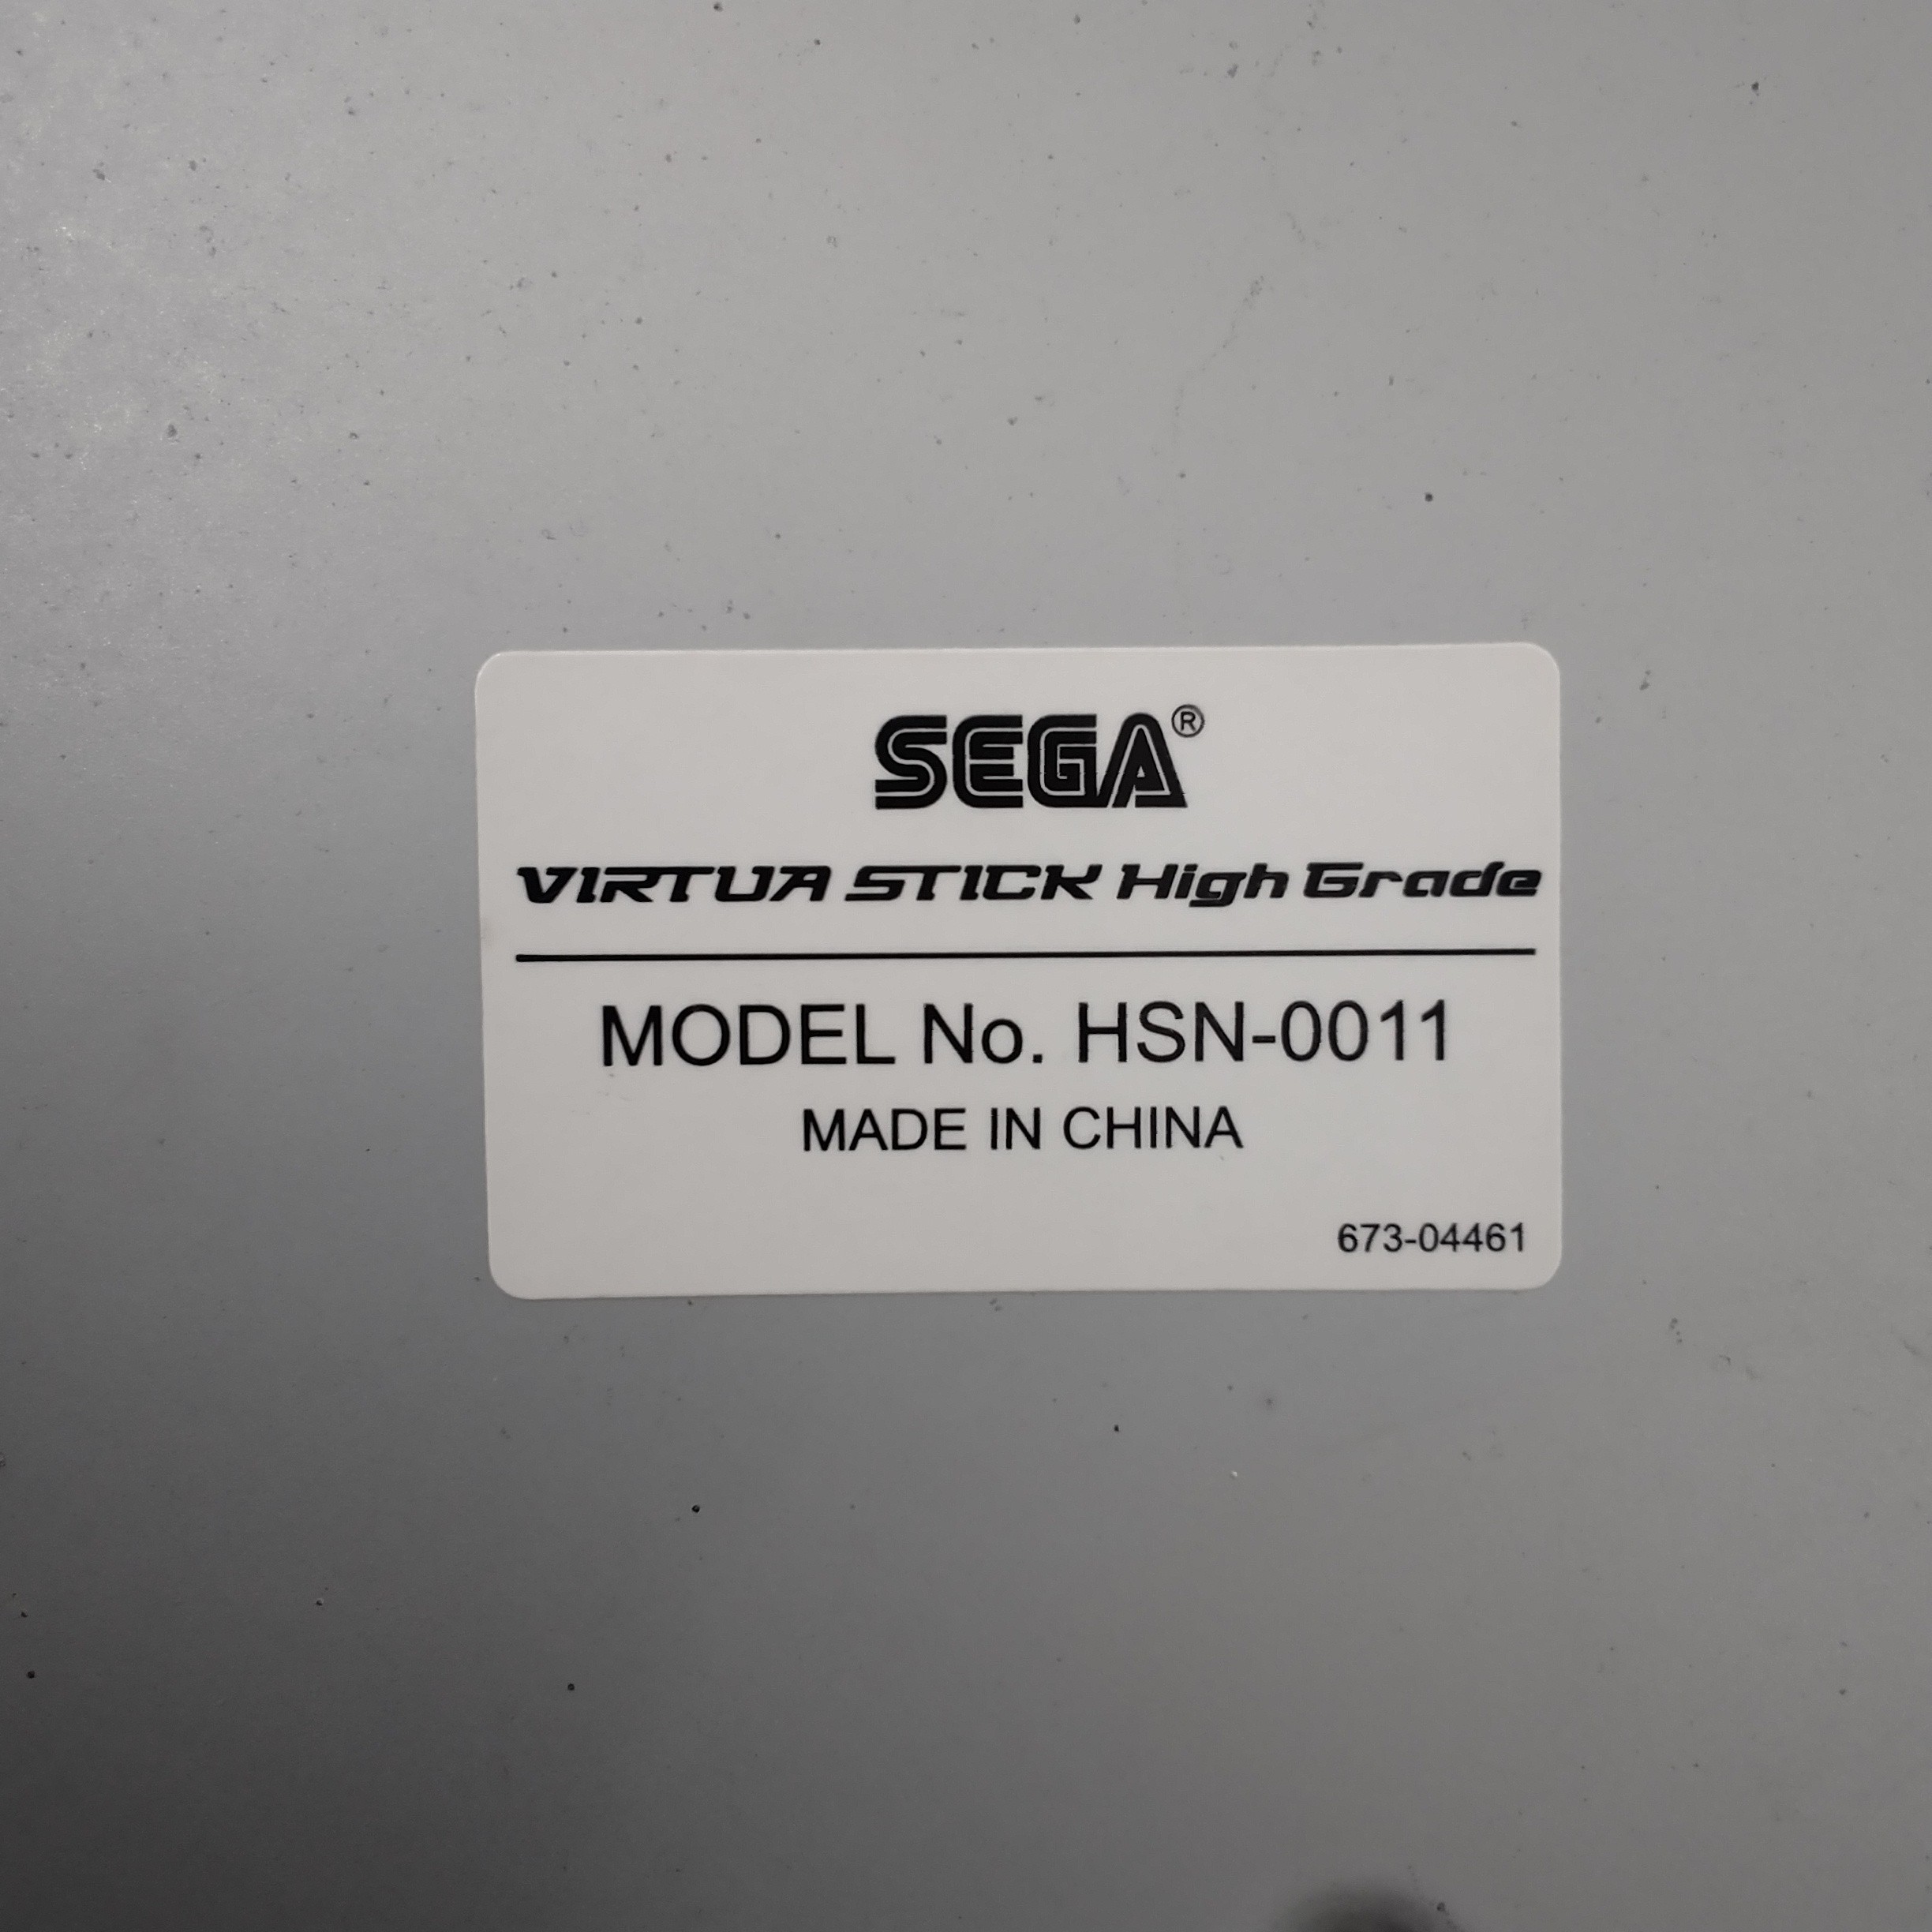 SEGA®
VIRTUA STICK High Grade
MODEL No. HSN-0011
MADE IN CHINA
673-04461